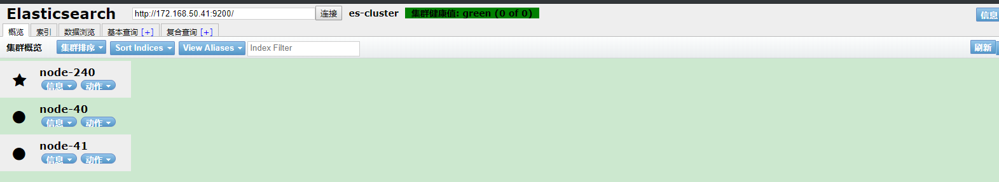 Elasticsearch http://172.168.50.41:9200/ 连接 es-cluster 集群健康值: green (0 of 0) 信息
概览 索引 数据浏览 基本查询 [+] 复合查询 [+]
集群概览 集群排序 Sort Indices View Aliases Index Filter 刷新
node-240
信息 动作
node-40
信息 动作
node-41
信息 动作